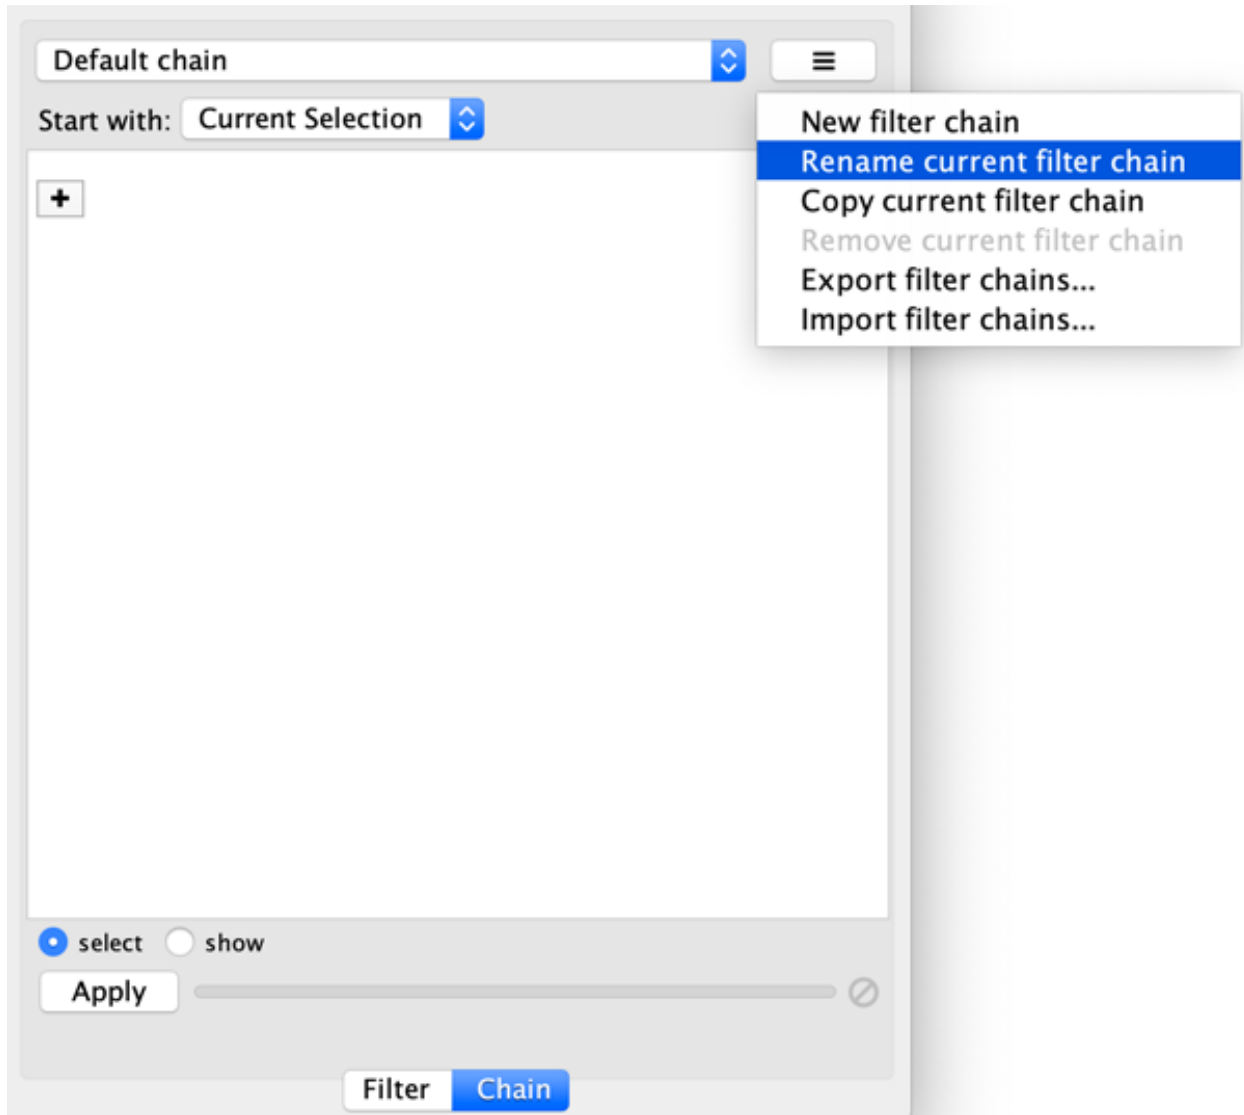 Default chain
Start with: Current Selection
New filter chain
Rename current filter chain
Copy current filter chain
Remove current filter chain
Export filter chains...
Import filter chains...
select show
Apply
Filter Chain